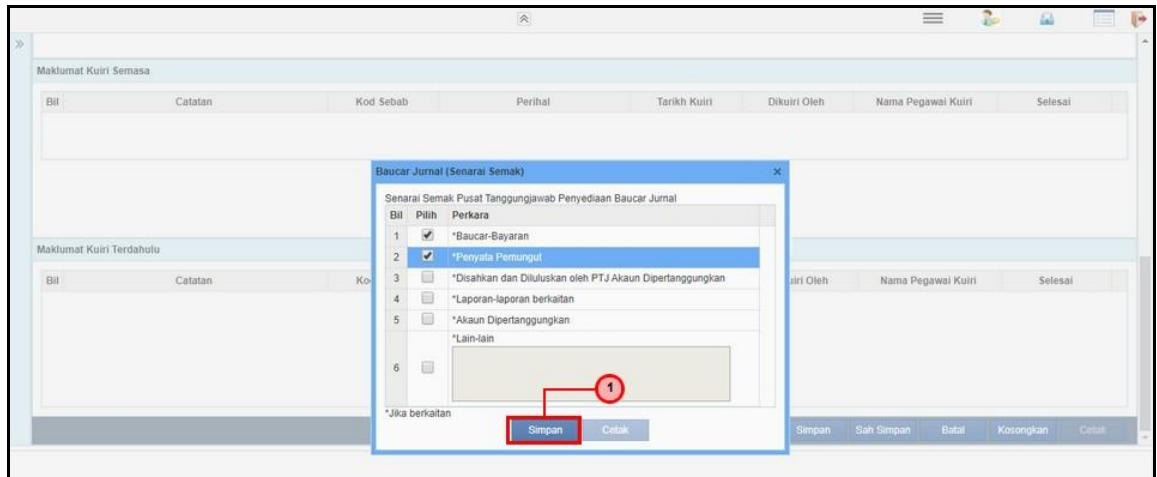 Maklumat Kuiri Semasa
Bil Catatan Kod Sebab Perihal Tarikh Kuiri Dikuiri Oleh Nama Pegawai Kuiri Selesai
Baucar Jurnal (Senarai Semak)
Senarai Semak Pusat Tanggungjawab Penyediaan Baucar Jurnal
Bil Pilih Perkara
1 *Baucar-Bayaran
2 *Penyata Pemungut
3 *Disahkan dan Diluluskan oleh PTJ Akaun Dipertanggungkan
4 *Laporan-laporan berkaitan
5 *Akaun Dipertanggungkan
*Lain-lain
6
1
*Jika berkaitan
Simpan Cetak
Maklumat Kuiri Terdahulu
Bil Catatan Ko uiri Oleh Nama Pegawai Kuiri Selesai
Simpan Sah Simpan Batal Kosongkan Cetak